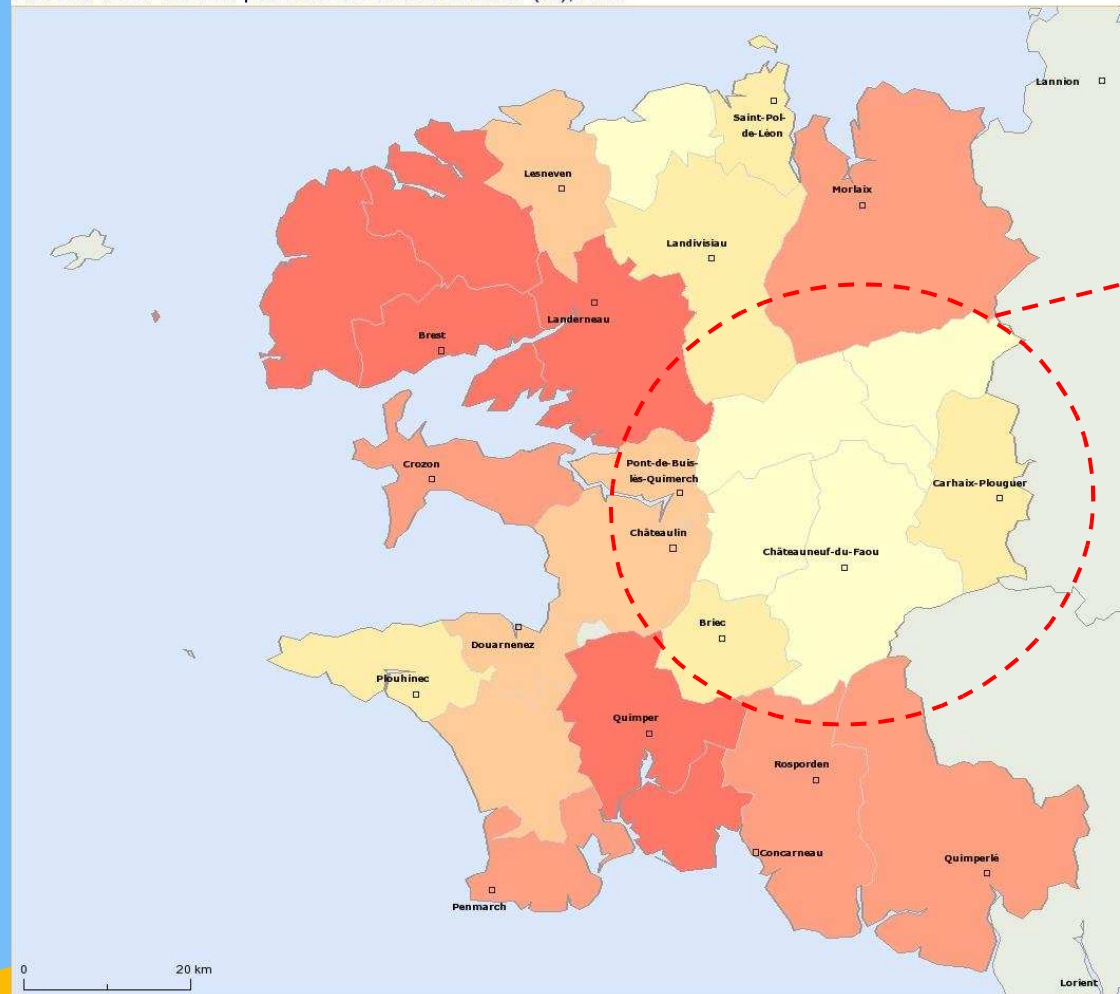 Lannion
Saint-Pol-
de-Léon
Lesneven
Morlaix
Landivisiau
Landerneau
Brest
Crozon
Pont-de-Buis-
lès-Quimerch
Carhaix-Plouguer
Châteaulin
Châteauneuf-du-Faou
Briec
Douarnenez
Plouhinec
Quimper
Rosporden
Concarneau
Quimperlé
Penmarch
0
20 km
Lorient